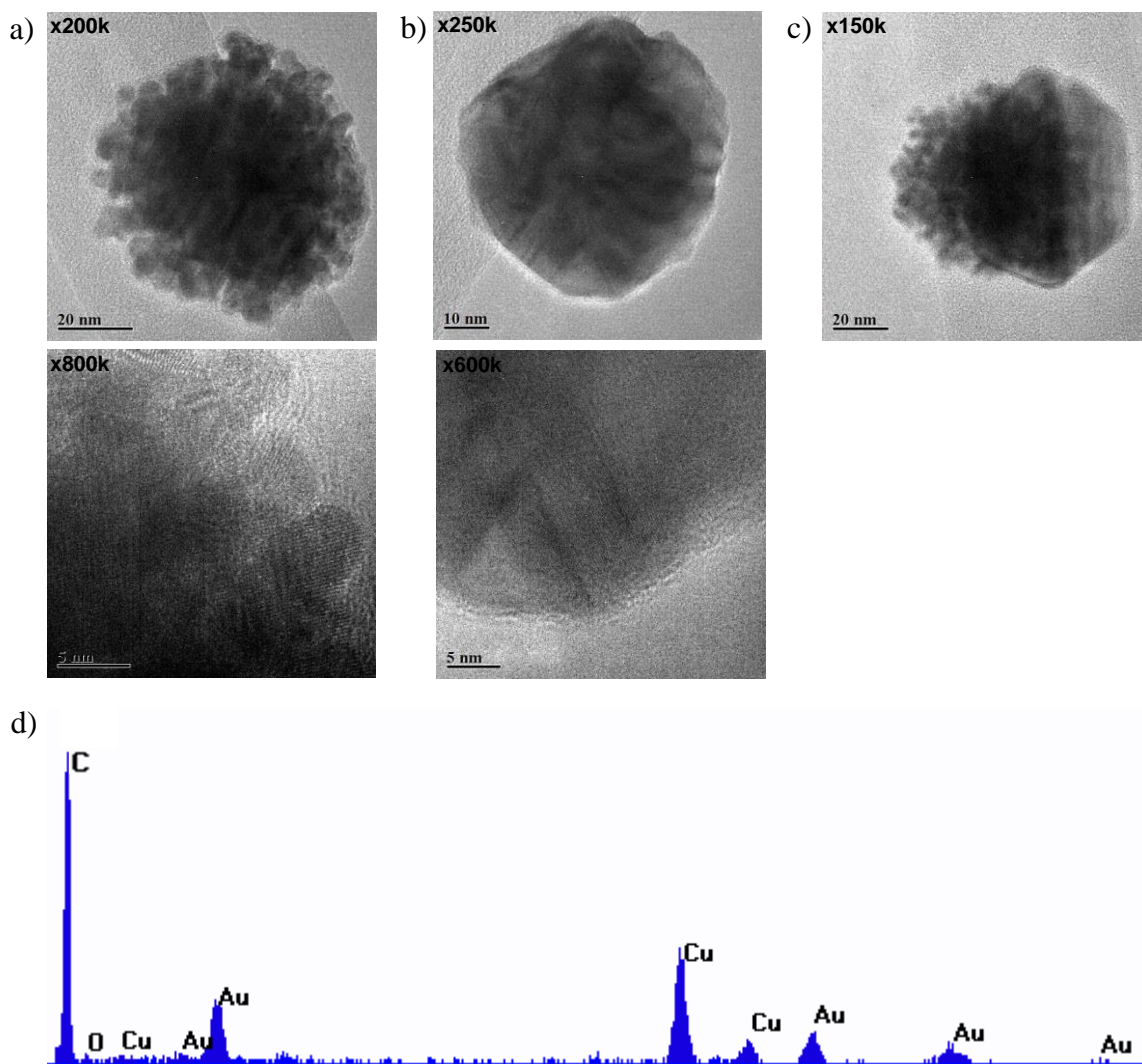 a) x200k
b) x250k
c) x150k
20 nm
10 nm
20 nm
x800k
x600k
5 nm
5 nm
d)
C
O
Cu
Au
Au
Cu
Cu
Au
Au
Au